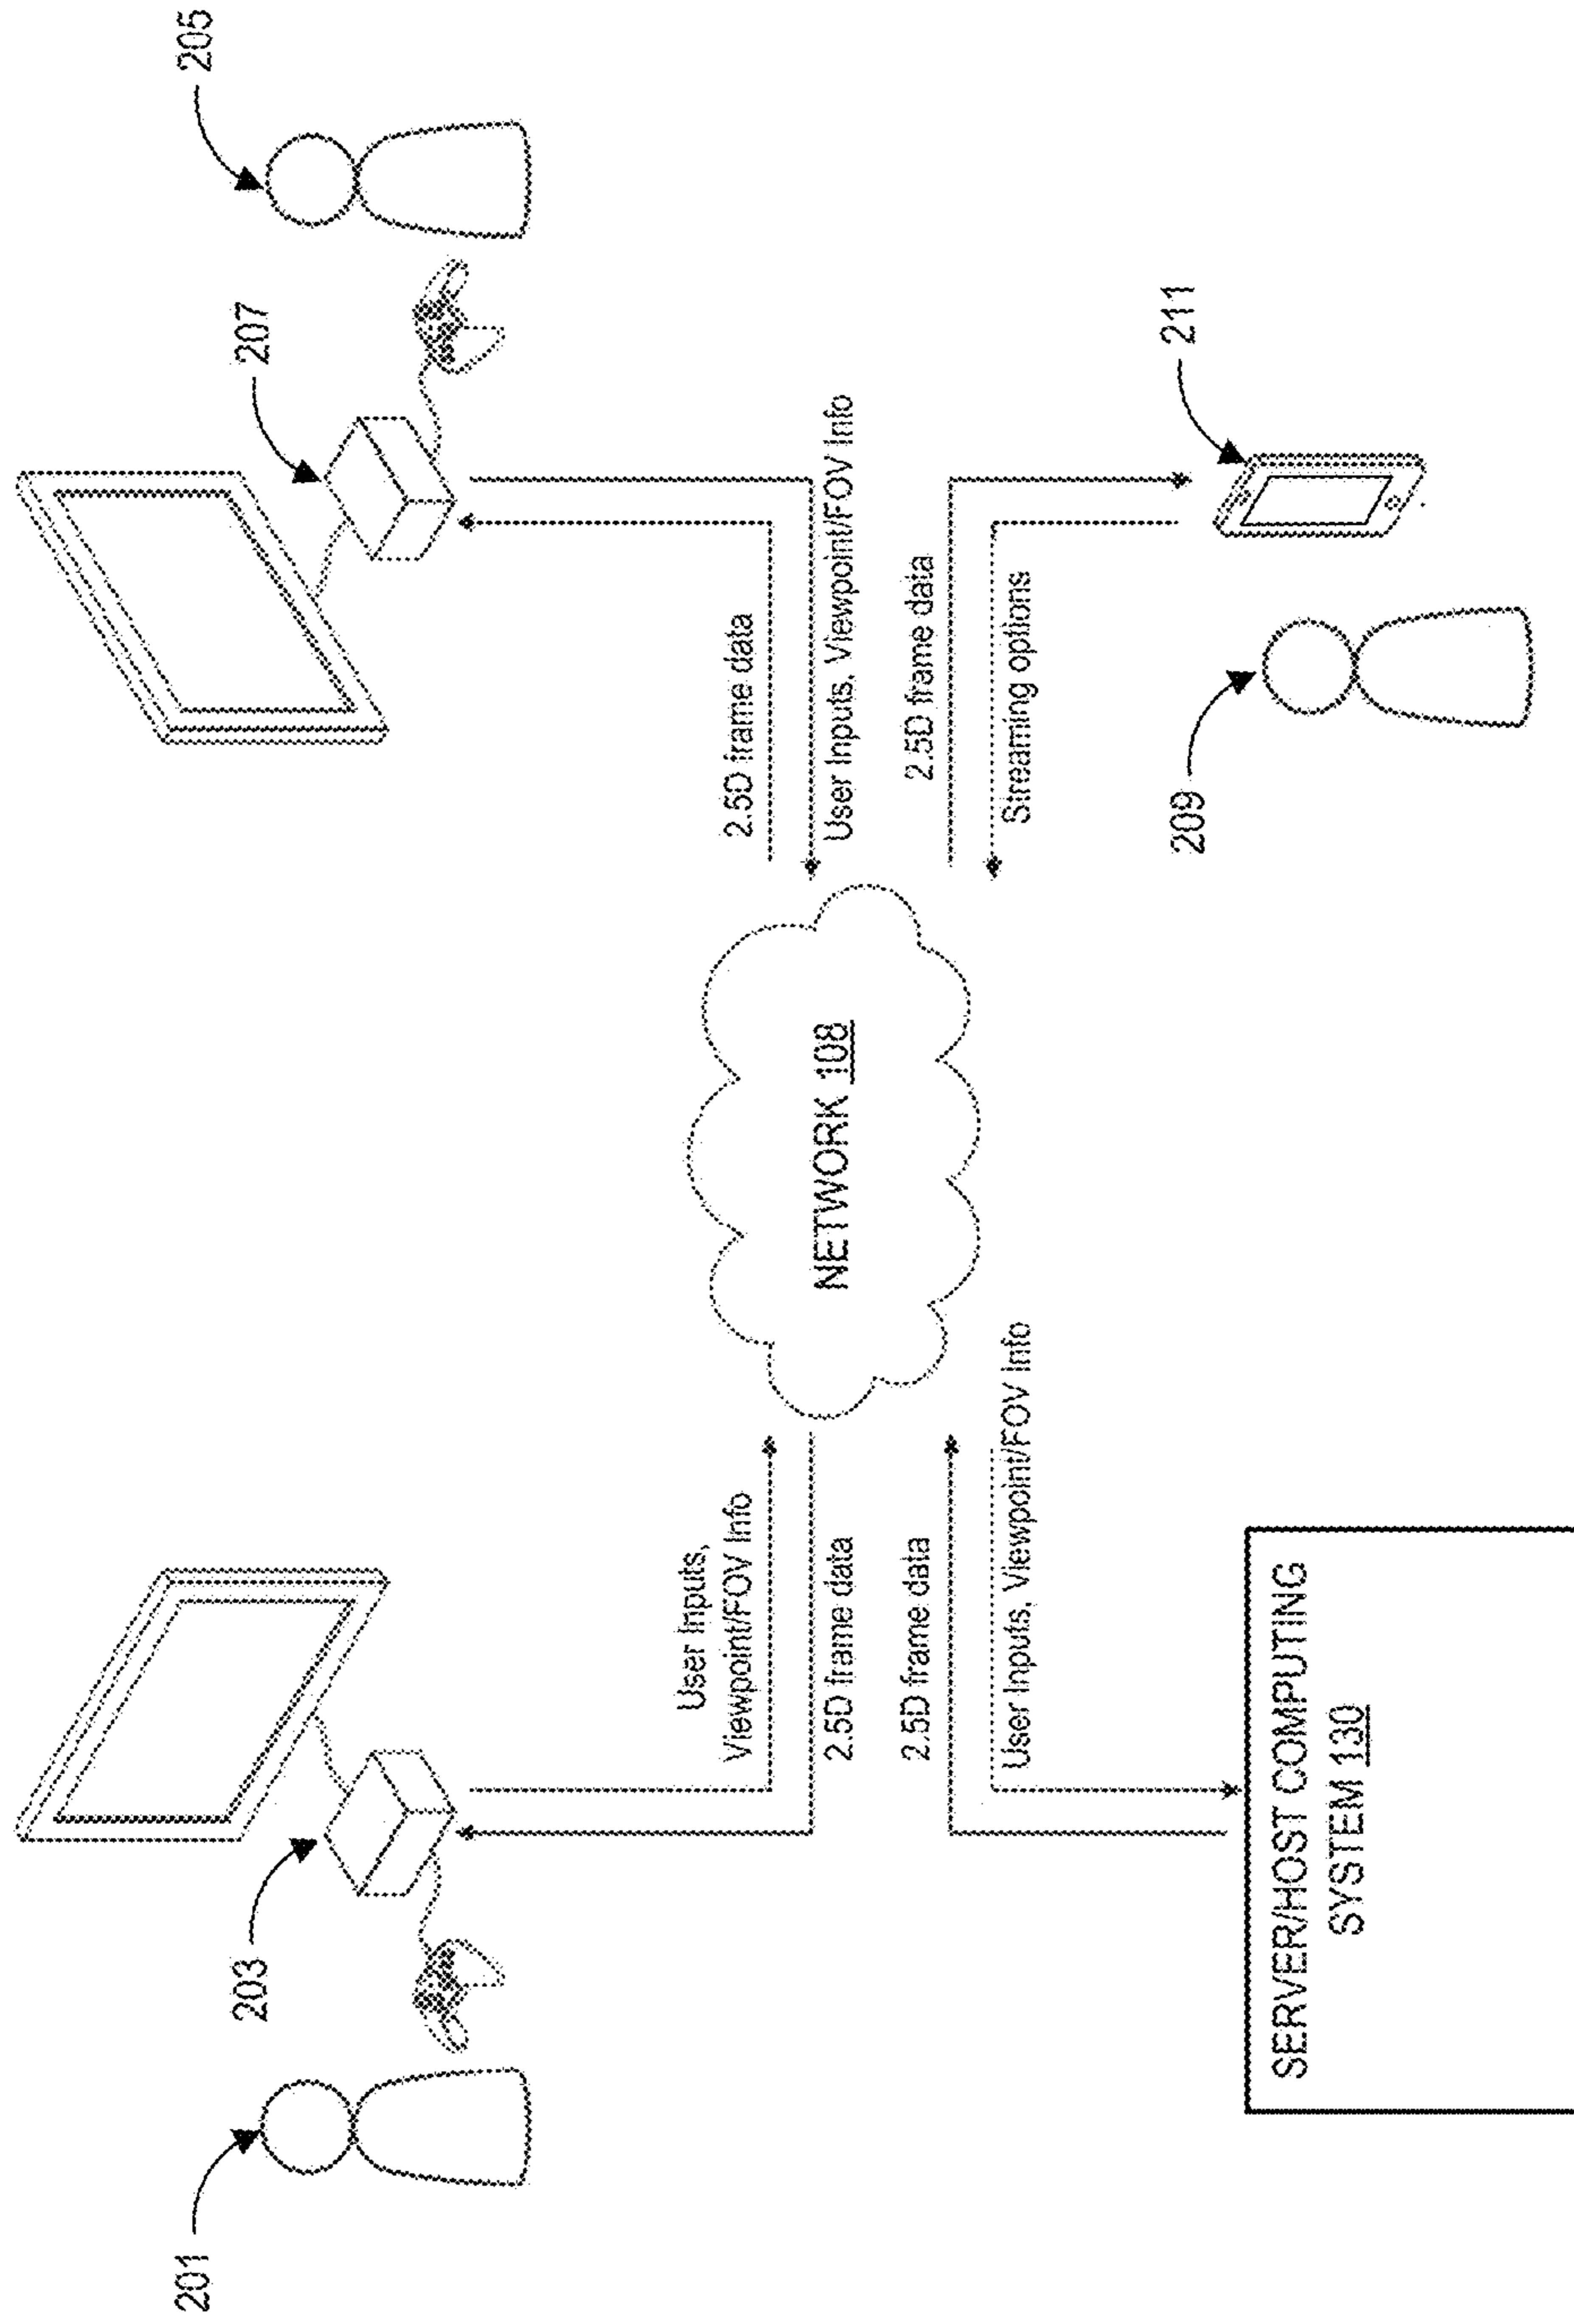 201
203
207
205
User Inputs,
Viewpoint/FOV Info
2.5D frame data
2.5D frame data
User Inputs, Viewpoint/FOV Info
NETWORK 108
2.5D frame data
User Inputs, Viewpoint/FOV Info
2.5D frame data
Streaming options
SERVER/HOST COMPUTING
SYSTEM 130
209
211